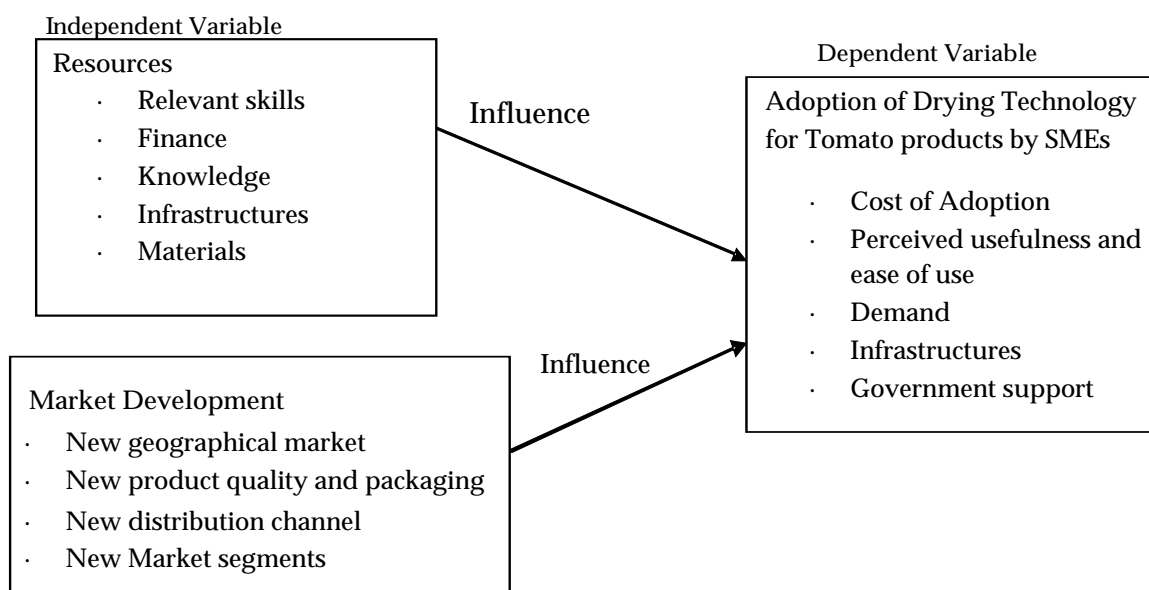 Independent Variable
Resources
· Relevant skills
· Finance
· Knowledge
· Infrastructures
· Materials
Influence
Dependent Variable
Adoption of Drying Technology
for Tomato products by SMEs
· Cost of Adoption
· Perceived usefulness and
ease of use
· Demand
· Infrastructures
· Government support
Influence
Market Development
· New geographical market
· New product quality and packaging
· New distribution channel
· New Market segments